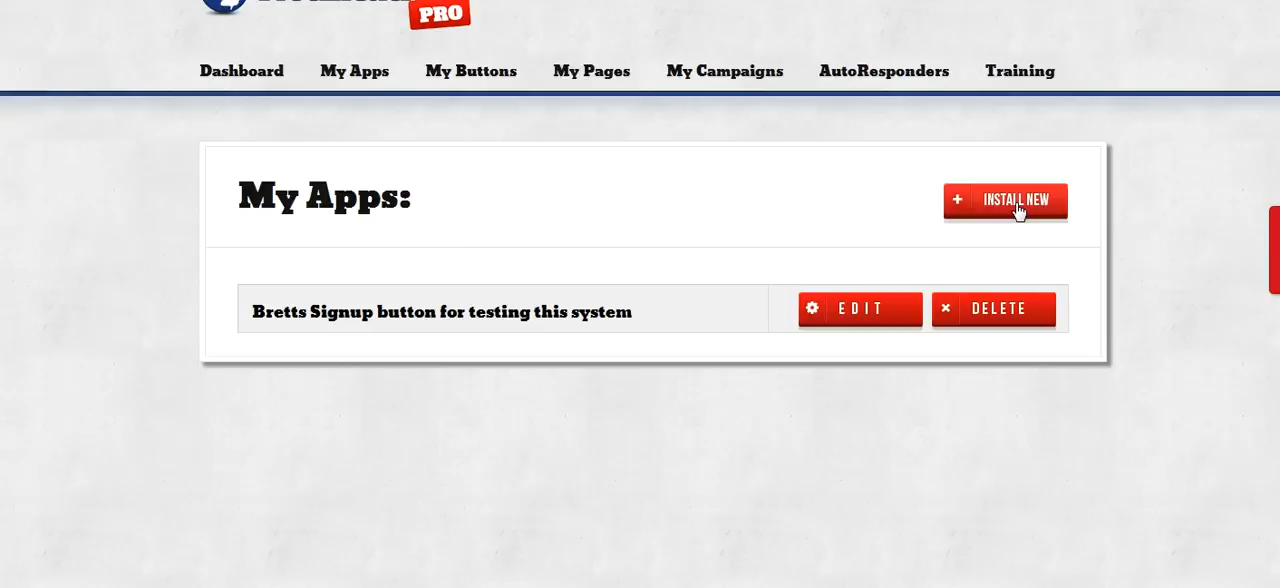 PRO
Dashboard My Apps My Buttons My Pages My Campaigns AutoResponders Training
My Apps:
INSTALL NEW
Bretts Signup button for testing this system
EDIT
DELETE